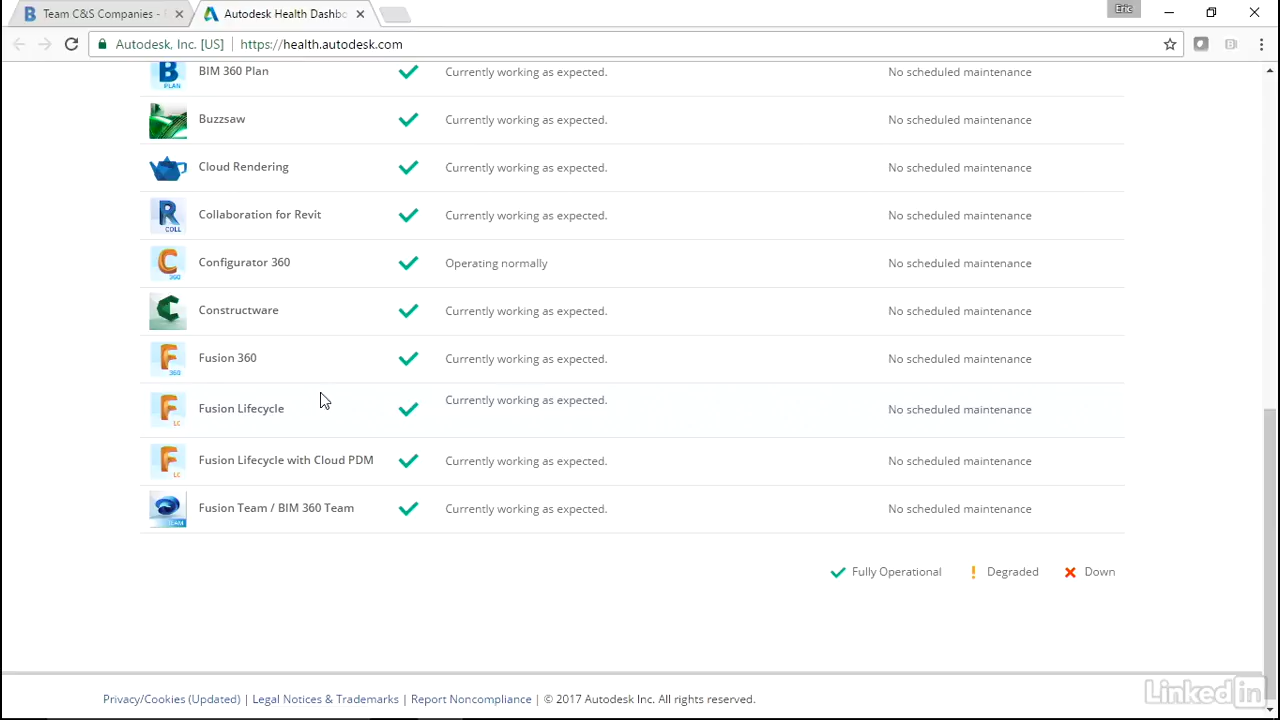 Team C&S Companies -
Autodesk Health Dashbo
Eric
Autodesk, Inc. [US] https://health.autodesk.com
PLAN BIM 360 Plan Currently working as expected. No scheduled maintenance
Buzzsaw Currently working as expected. No scheduled maintenance
Cloud Rendering Currently working as expected. No scheduled maintenance
COLL Collaboration for Revit Currently working as expected. No scheduled maintenance
360 Configurator 360 Operating normally No scheduled maintenance
Constructware Currently working as expected. No scheduled maintenance
360 Fusion 360 Currently working as expected. No scheduled maintenance
LC Fusion Lifecycle Currently working as expected. No scheduled maintenance
LC Fusion Lifecycle with Cloud PDM Currently working as expected. No scheduled maintenance
Fusion Team / BIM 360 Team Currently working as expected. No scheduled maintenance
Fully Operational Degraded Down
Privacy/Cookies (Updated) | Legal Notices & Trademarks | Report Noncompliance | © 2017 Autodesk Inc. All rights reserved.
Linked in